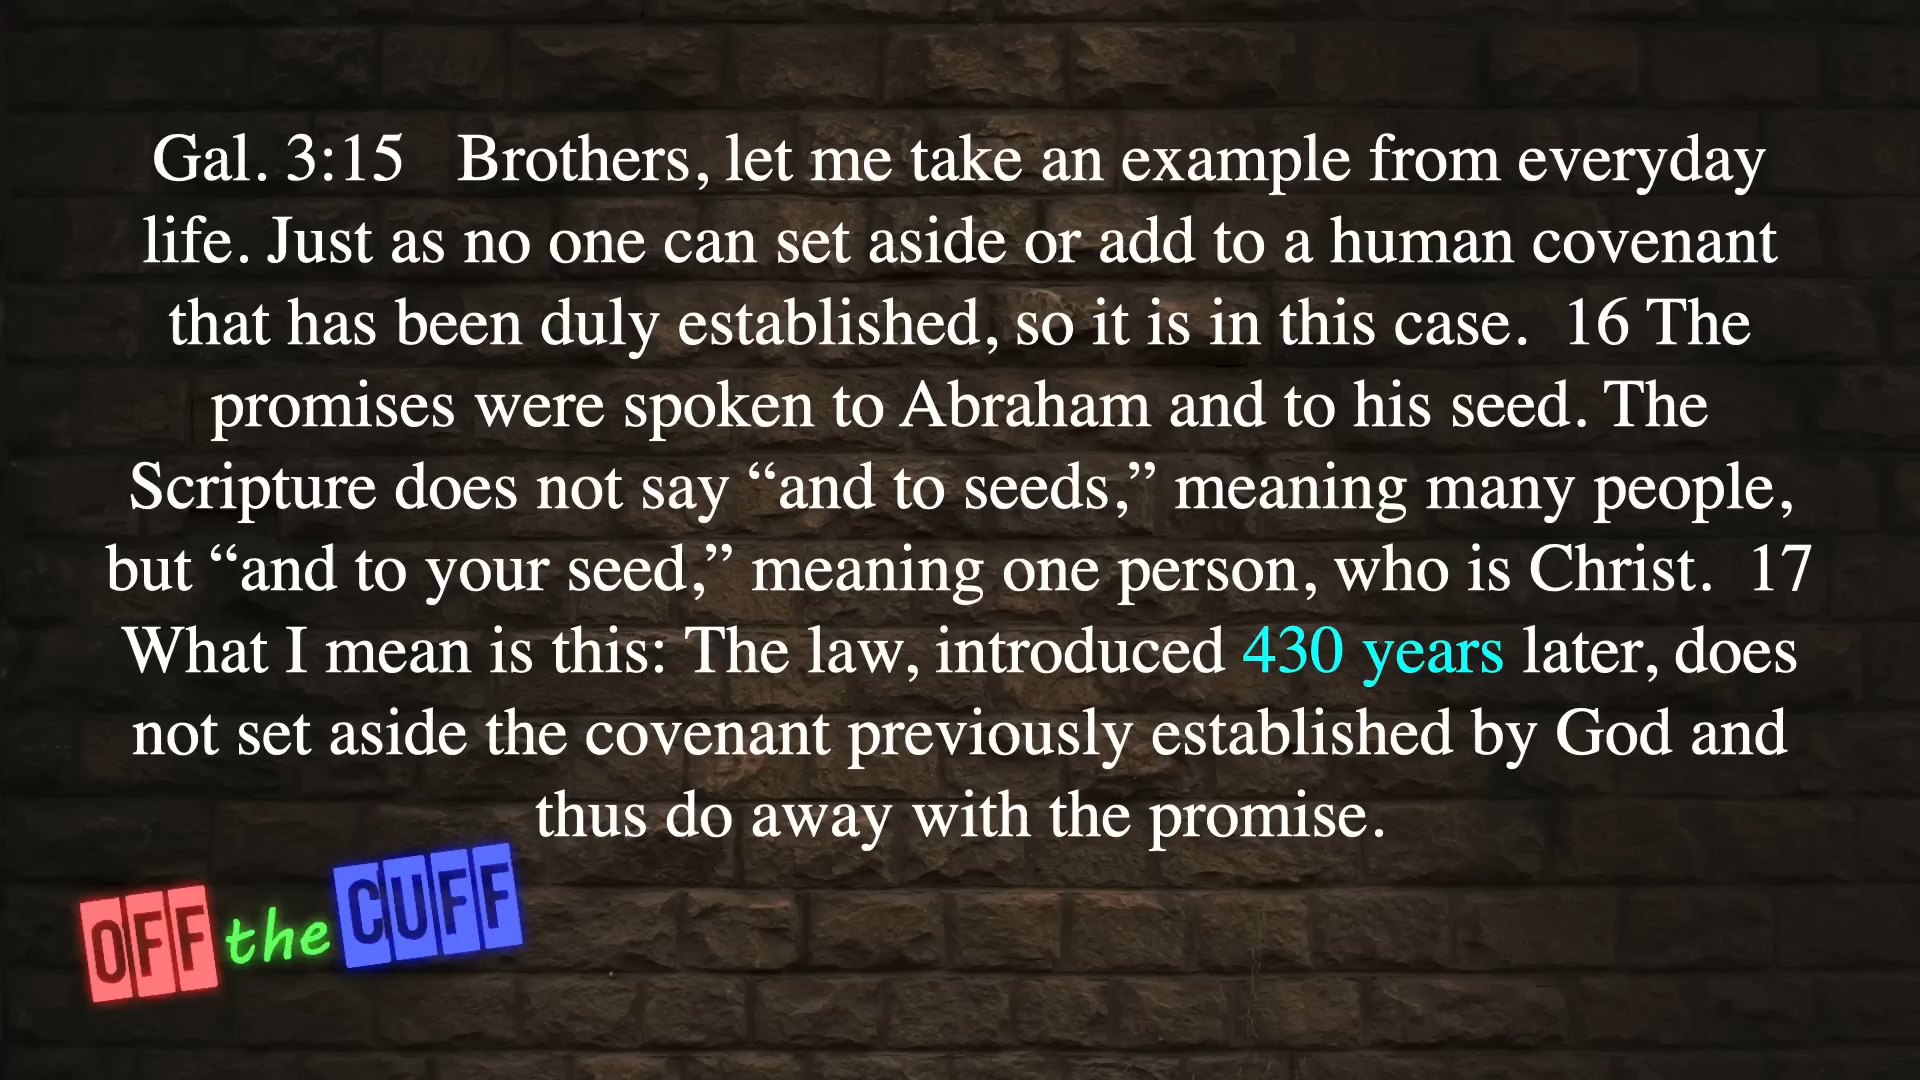 Gal. 3:15   Brothers, let me take an example from everyday
life. Just as no one can set aside or add to a human covenant
that has been duly established, so it is in this case.  16 The
promises were spoken to Abraham and to his seed. The
Scripture does not say “and to seeds,” meaning many people,
but “and to your seed,” meaning one person, who is Christ.  17
What I mean is this: The law, introduced 430 years later, does
not set aside the covenant previously established by God and
thus do away with the promise.
OFF the CUFF